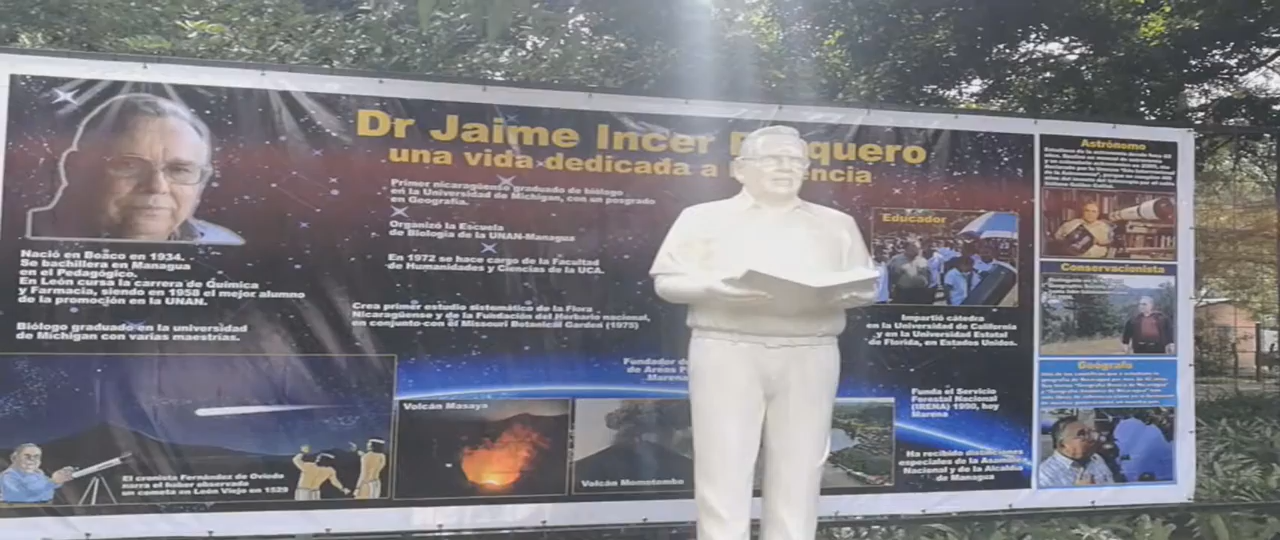 Dr Jaime Incer quero
una vida dedicada a encia
Primer nicaragüense graduado de biólogo
en la Universidad de Michigan, con un posgrado
en Geografía.
Organizó la Escuela
de Biología de la UNAN-Managua
En 1972 se hace cargo de la Facultad
de Humanidades y Ciencias de la UCA.
Crea primer estudio sistemático de la Flora
Nicaragüense y de la Fundación del Herbario nacional,
en conjunto con el Missouri Botanical Garden (1975)
Nació en Boaco en 1934.
Se bachillera en Managua
en el Pedagógico.
En León cursa la carrera de Química
y Farmacia, siendo en 1958 el mejor alumno
de la promoción en la UNAN.
Biólogo graduado en la universidad
de Michigan con varias maestrías.
El cronista Fernández de Oviedo
narra el haber observado
un cometa en León Viejo en 1529
Fundador de
de Areas P
Marena
Volcán Masaya
Volcán Momotombo
Educador
Impartió cátedra
en la Universidad de California
y en la Universidad Estatal
de Florida, en Estados Unidos.
Funda el Servicio
Forestal Nacional
(IRENA) 1990, hoy
Marena
Ha recibido distinciones
especiales de la Asamblea
Nacional y de la Alcaldía
de Managua
Astrónomo
Conservacionista
Geógrafo